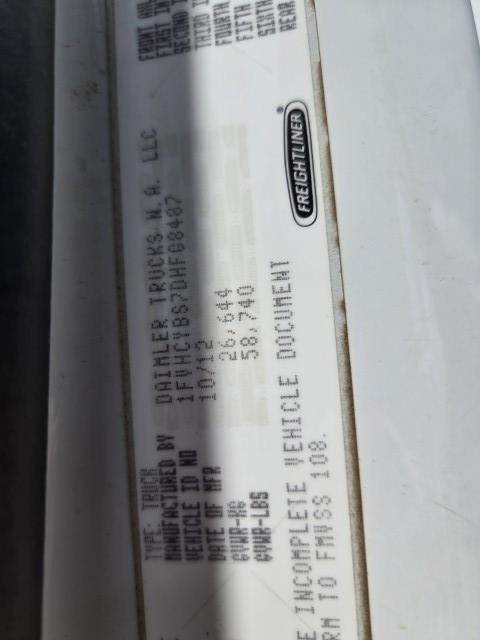 TYPE: TRUCK
MANUFACTURED BY DAIMLER TRUCKS N.A. LLC
VEHICLE ID NO 1FVHCYBS7DHFG8487
DATE OF MFR 10/12
GVWR-KG 26,644
GVWR-LBS 58,740
FREIGHTLINER®
E INCOMPLETE VEHICLE DOCUMENT
RM TO FMVSS 108.
FRONT
FIRST INT
SECOND
THIRD I
FOURTH
FIFTH
SIXTH
REAR